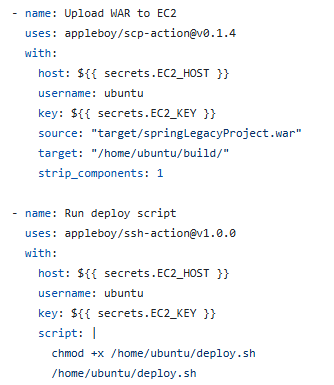 - name: Upload WAR to EC2
  uses: appleboy/scp-action@v0.1.4
  with:
    host: ${{ secrets.EC2_HOST }}
    username: ubuntu
    key: ${{ secrets.EC2_KEY }}
    source: "target/springLegacyProject.war"
    target: "/home/ubuntu/build/"
    strip_components: 1

- name: Run deploy script
  uses: appleboy/ssh-action@v1.0.0
  with:
    host: ${{ secrets.EC2_HOST }}
    username: ubuntu
    key: ${{ secrets.EC2_KEY }}
    script: |
      chmod +x /home/ubuntu/deploy.sh
      /home/ubuntu/deploy.sh